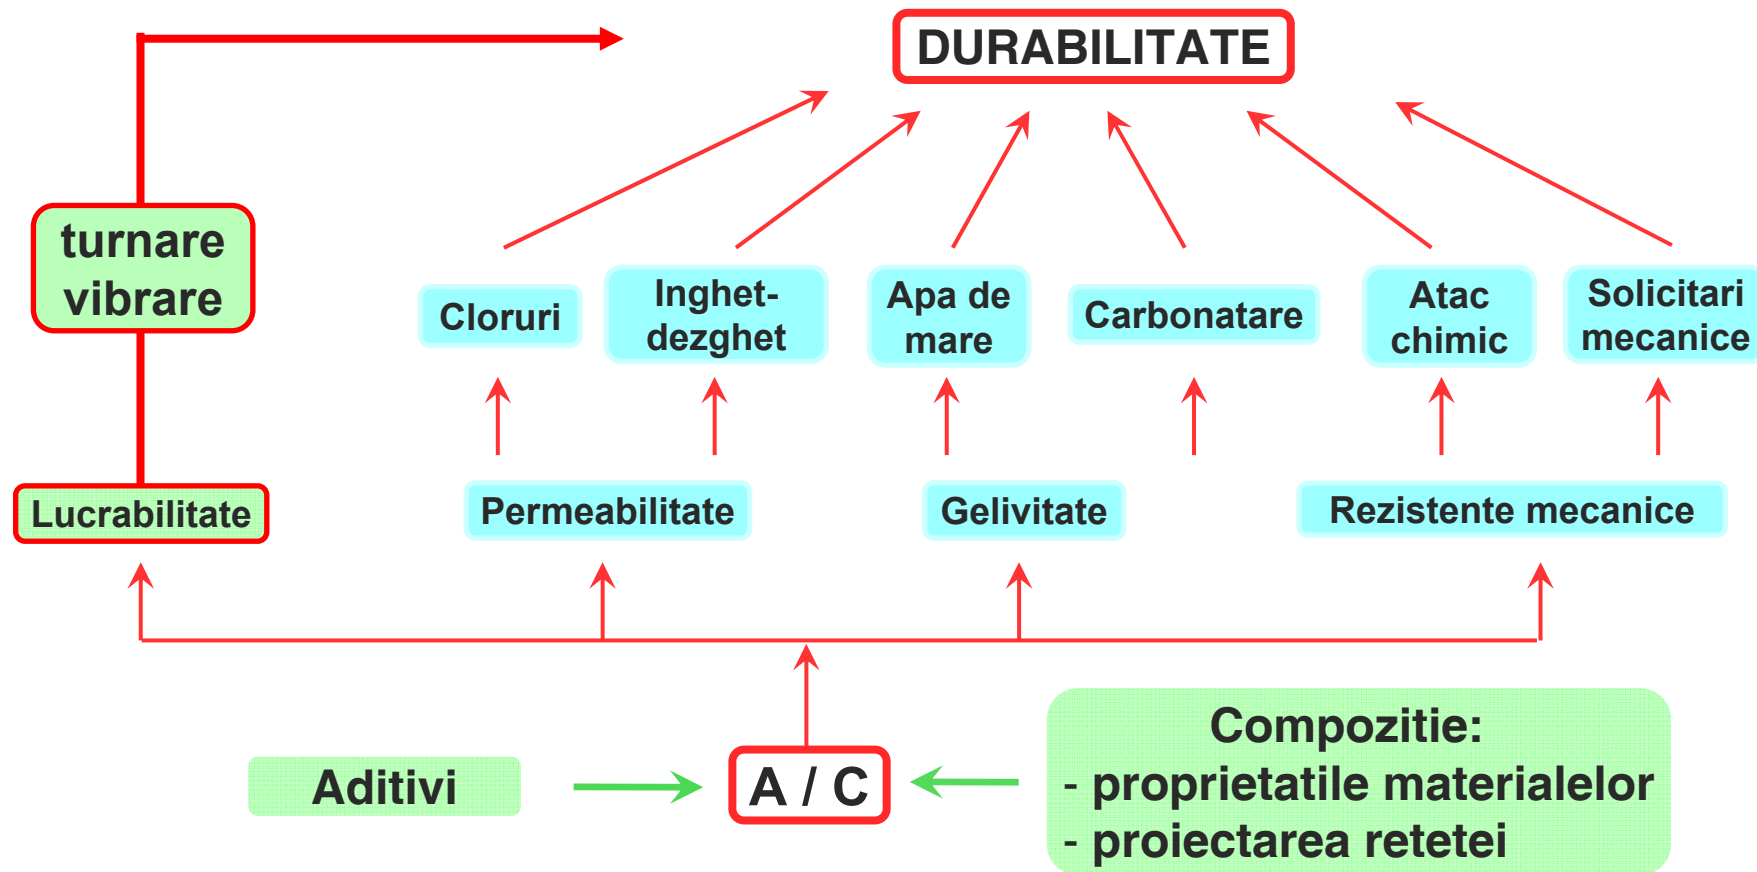 DURABILITATE
turnare
vibrare
Cloruri
Inghet-
dezghet
Apa de
mare
Carbonatare
Atac
chimic
Solicitari
mecanice
Lucrabilitate
Permeabilitate
Gelivitate
Rezistente mecanice
Aditivi
A / C
Compozitie:
- proprietatile materialelor
- proiectarea retetei